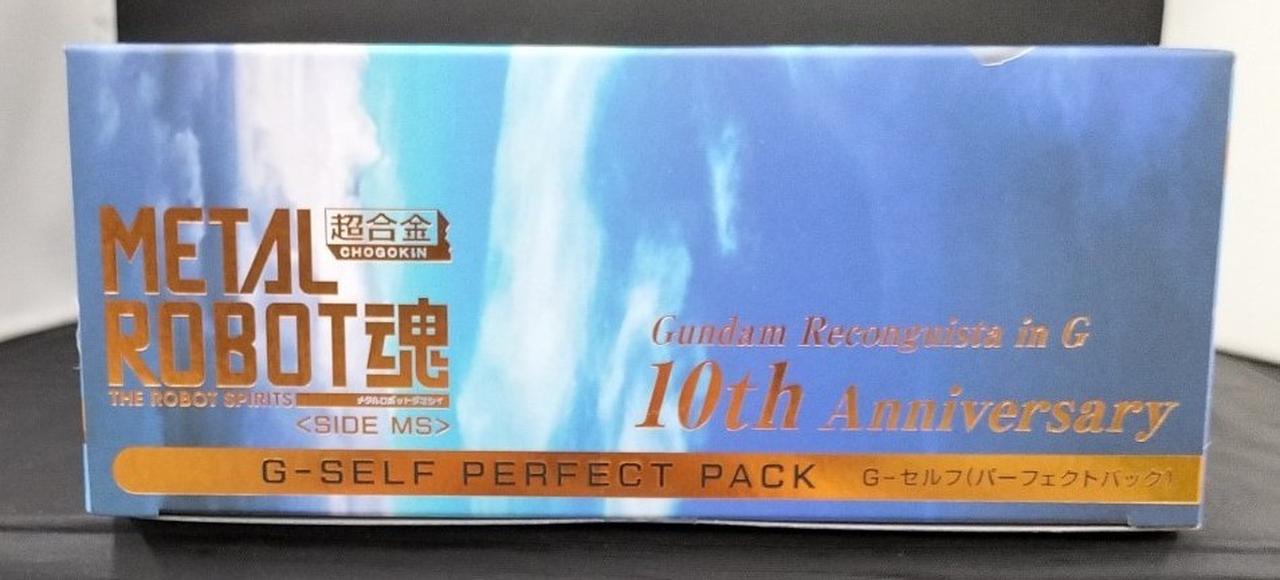 METAL
超合金
CHOGOKIN
ROBOT魂
THE ROBOT SPIRITS メタルロボットダマシイ
<SIDE MS>
Gundam Reconguista in G
10th Anniversary
G-SELF PERFECT PACK G-セルフ(パーフェクトパック)